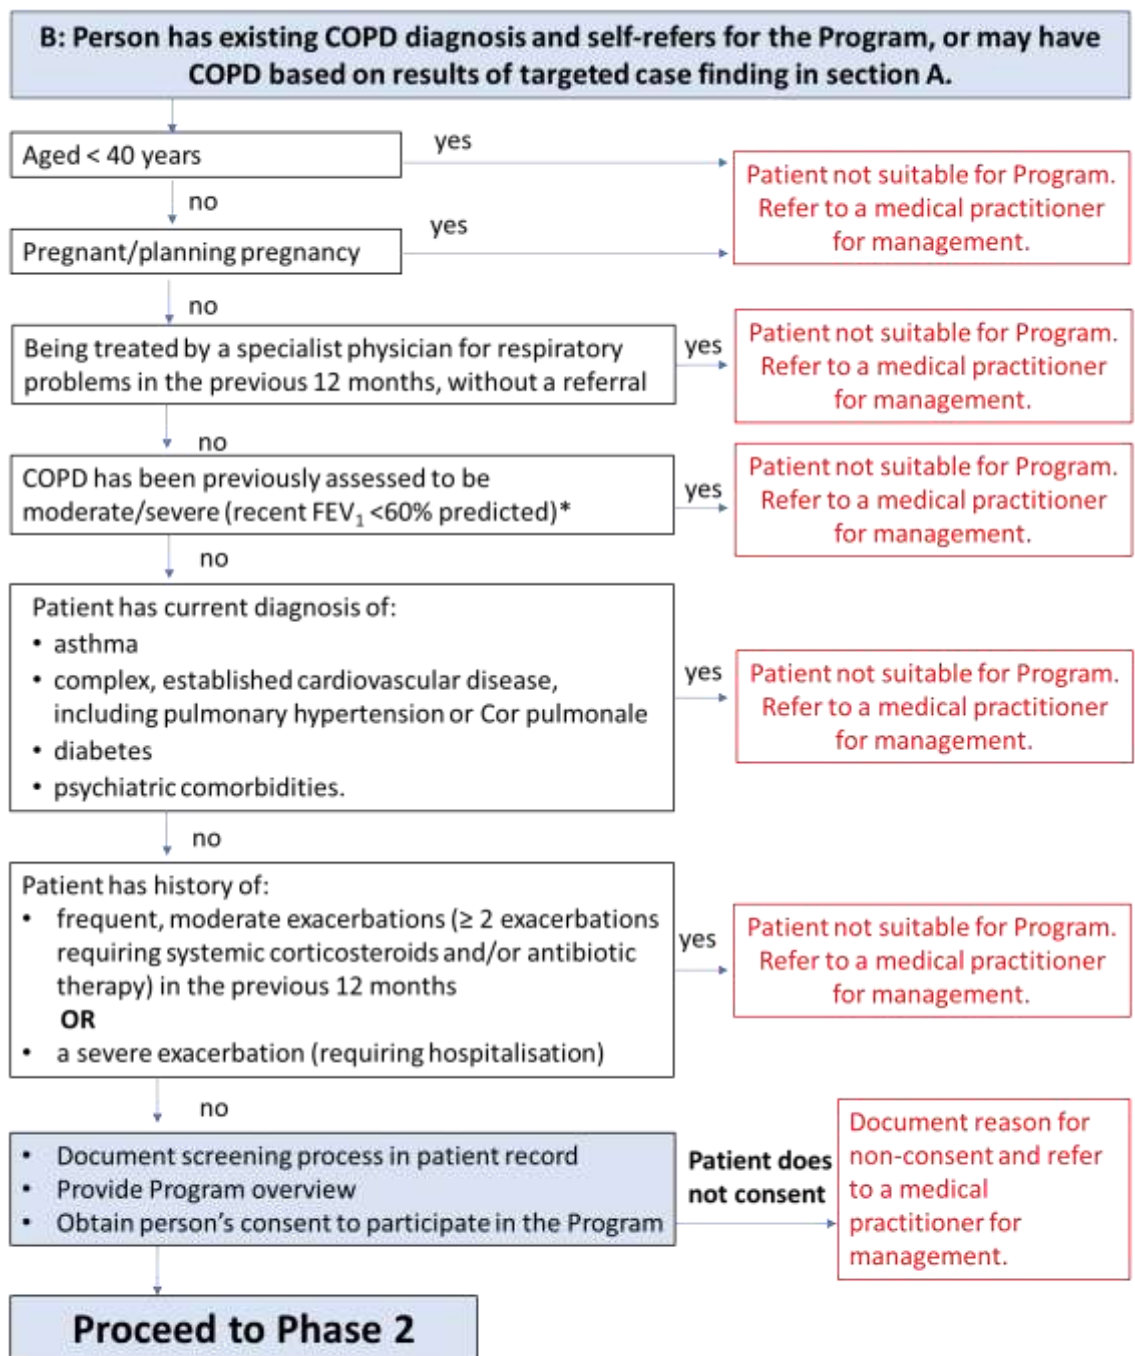 B: Person has existing COPD diagnosis and self-refers for the Program, or may have
COPD based on results of targeted case finding in section A.
Aged < 40 years
yes
Patient not suitable for Program.
Refer to a medical practitioner
for management.
no
Pregnant/planning pregnancy
yes
no
Being treated by a specialist physician for respiratory
problems in the previous 12 months, without a referral
yes
Patient not suitable for Program.
Refer to a medical practitioner
for management.
no
COPD has been previously assessed to be
moderate/severe (recent FEV₁ <60% predicted)*
yes
Patient not suitable for Program.
Refer to a medical practitioner
for management.
no
Patient has current diagnosis of:
• asthma
• complex, established cardiovascular disease,
including pulmonary hypertension or Cor pulmonale
• diabetes
• psychiatric comorbidities.
yes
Patient not suitable for Program.
Refer to a medical practitioner
for management.
no
Patient has history of:
• frequent, moderate exacerbations (≥ 2 exacerbations
requiring systemic corticosteroids and/or antibiotic
therapy) in the previous 12 months
OR
• a severe exacerbation (requiring hospitalisation)
yes
Patient not suitable for Program.
Refer to a medical practitioner
for management.
no
• Document screening process in patient record
• Provide Program overview
• Obtain person's consent to participate in the Program
Patient does
not consent
Document reason for
non-consent and refer
to a medical
practitioner for
management.
Proceed to Phase 2